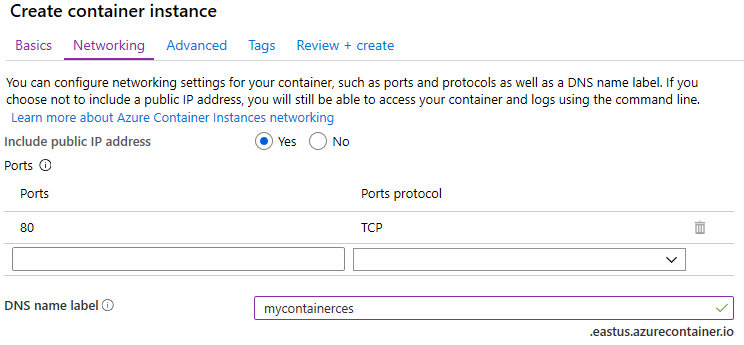 Create container instance
Basics Networking Advanced Tags Review + create
You can configure networking settings for your container, such as ports and protocols as well as a DNS name label. If you
choose not to include a public IP address, you will still be able to access your container and logs using the command line.
Learn more about Azure Container Instances networking
Include public IP address Yes No
Ports
Ports Ports protocol
80 TCP
DNS name label mycontainerces
.eastus.azurecontainer.io